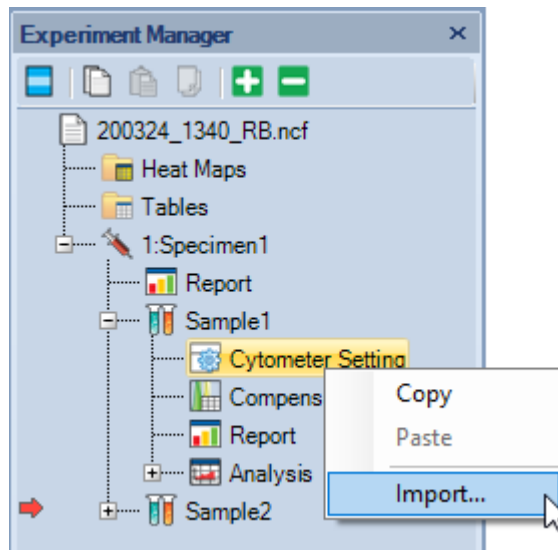 Experiment Manager
200324_1340_RB.ncf
Heat Maps
Tables
1:Specimen1
Report
Sample1
Cytometer Setting
Compens
Copy
Report
Paste
Analysis
Import...
Sample2